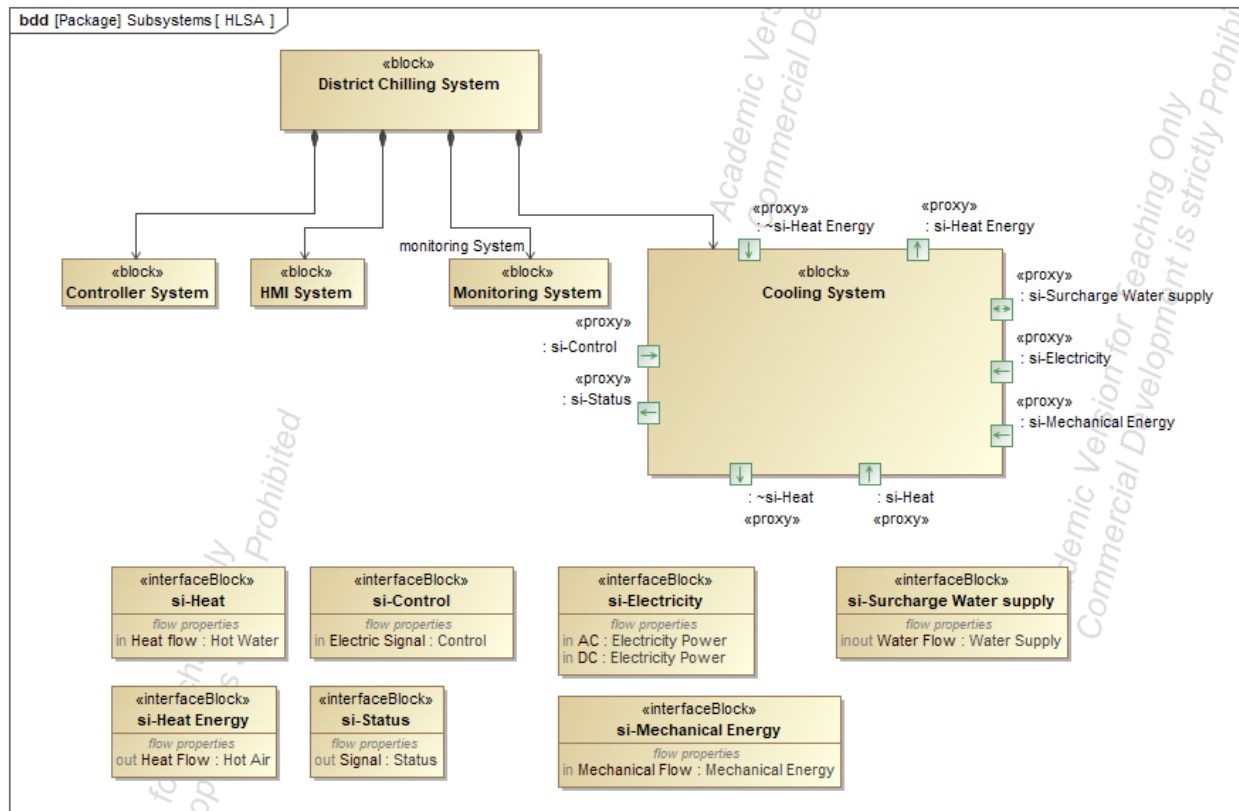 bdd [Package] Subsystems[ HLSA ]
«block»
District Chilling System
monitoring System
«block»
Controller System
«block»
HMI System
«block»
Monitoring System
«block»
Cooling System
«proxy»
: ~si-Heat Energy
«proxy»
: si-Heat Energy
«proxy»
: si-Surcharge Water supply
«proxy»
: si-Electricity
«proxy»
: si-Mechanical Energy
«proxy»
: si-Control
«proxy»
: si-Status
: ~si-Heat
«proxy»
: si-Heat
«proxy»
«interfaceBlock»
si-Heat
flow properties
in Heat flow : Hot Water
«interfaceBlock»
si-Control
flow properties
in Electric Signal : Control
«interfaceBlock»
si-Electricity
flow properties
in AC : Electricity Power
in DC : Electricity Power
«interfaceBlock»
si-Surcharge Water supply
flow properties
inout Water Flow : Water Supply
«interfaceBlock»
si-Heat Energy
flow properties
out Heat Flow : Hot Air
«interfaceBlock»
si-Status
flow properties
out Signal : Status
«interfaceBlock»
si-Mechanical Energy
flow properties
in Mechanical Flow : Mechanical Energy
Academic
Commercial
Version for Teaching Only
Commercial Development is strictly
Prohibited